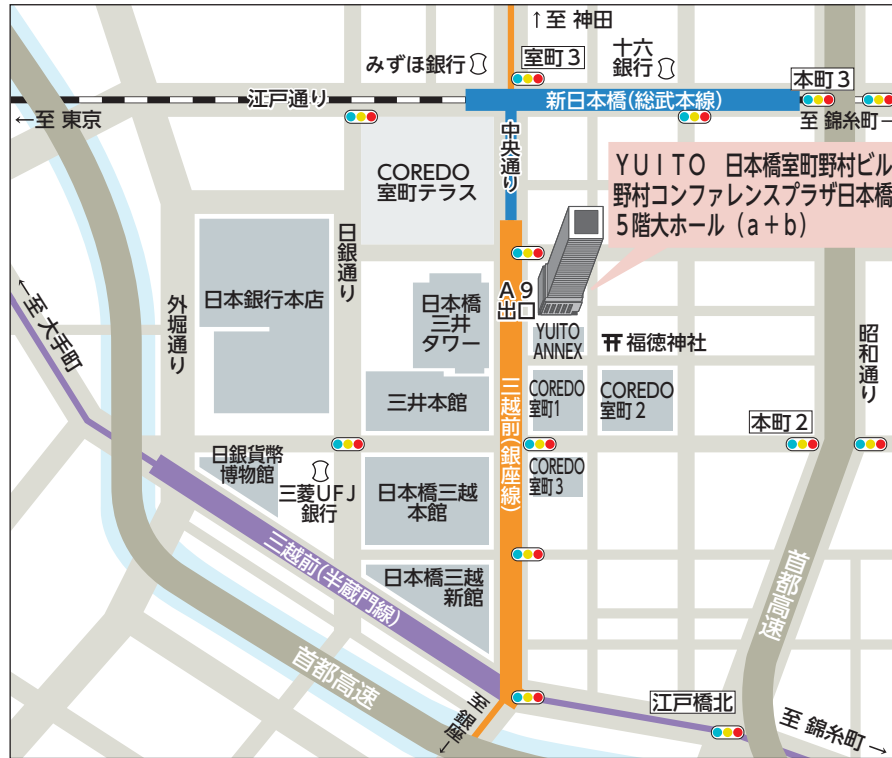 ↑至 神田
みずほ銀行
室町3
十六
銀行
本町3
江戸通り
新日本橋(総武本線)
←至 東京
至 錦糸町→
中央通り
COREDO
室町テラス
YUITO 日本橋室町野村ビル
野村コンファレンスプラザ日本橋
5階大ホール(a+b)
日銀通り
外堀通り
←至 大手町
日本銀行本店
日本橋
三井
タワー
A9
出口
YUITO
ANNEX
福徳神社
昭和通り
三井本館
三越前(銀座線)
COREDO
室町1
COREDO
室町2
本町2
日銀貨幣
博物館
三菱UFJ
銀行
日本橋三越
本館
COREDO
室町3
三越前(半蔵門線)
日本橋三越
新館
首都高速
首都高速
至 銀座→
江戸橋北
至 錦糸町→